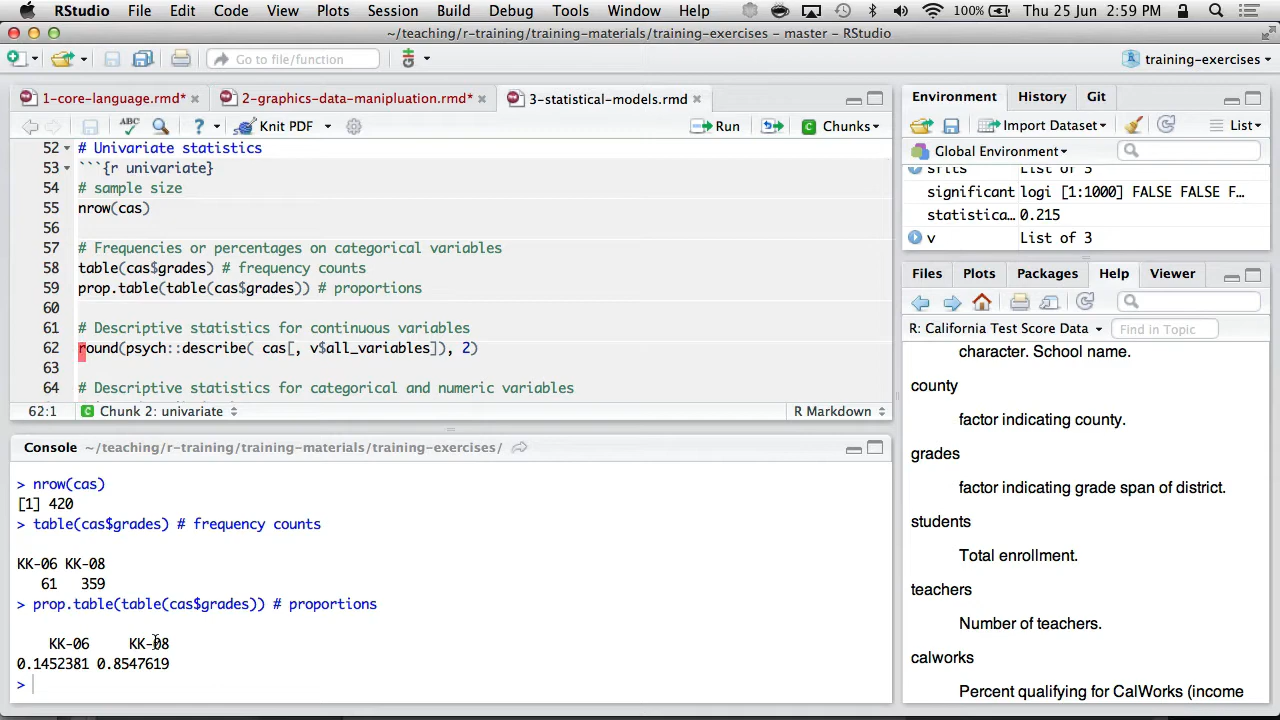 RStudio File Edit Code View Plots Session Build Debug Tools Window Help 100% Thu 25 Jun 2:59 PM
~/teaching/r-training/training-materials/training-exercises - master - RStudio
Go to file/function training-exercises
1-core-language.rmd* 2-graphics-data-manipluation.rmd* 3-statistical-models.rmd
ABC ? Knit PDF Run Chunks
52 # Univariate statistics
53 ```{r univariate}
54 # sample size
55 nrow(cas)
56
57 # Frequencies or percentages on categorical variables
58 table(cas$grades) # frequency counts
59 prop.table(table(cas$grades)) # proportions
60
61 # Descriptive statistics for continuous variables
62 round(psych::describe( cas[, v$all_variables]), 2)
63
64 # Descriptive statistics for categorical and numeric variables
62:1 C Chunk 2: univariate R Markdown
Console ~/teaching/r-training/training-materials/training-exercises/
> nrow(cas)
[1] 420
> table(cas$grades) # frequency counts
KK-06 KK-08
61 359
> prop.table(table(cas$grades)) # proportions
KK-06 KK-08
0.1452381 0.8547619
>
Environment History Git
Import Dataset List
Global Environment
sfits List of 3
significant logi [1:1000] FALSE FALSE F...
statistica... 0.215
v List of 3
Files Plots Packages Help Viewer
R: California Test Score Data Find in Topic
character. School name.
county
factor indicating county.
grades
factor indicating grade span of district.
students
Total enrollment.
teachers
Number of teachers.
calworks
Percent qualifying for CalWorks (income